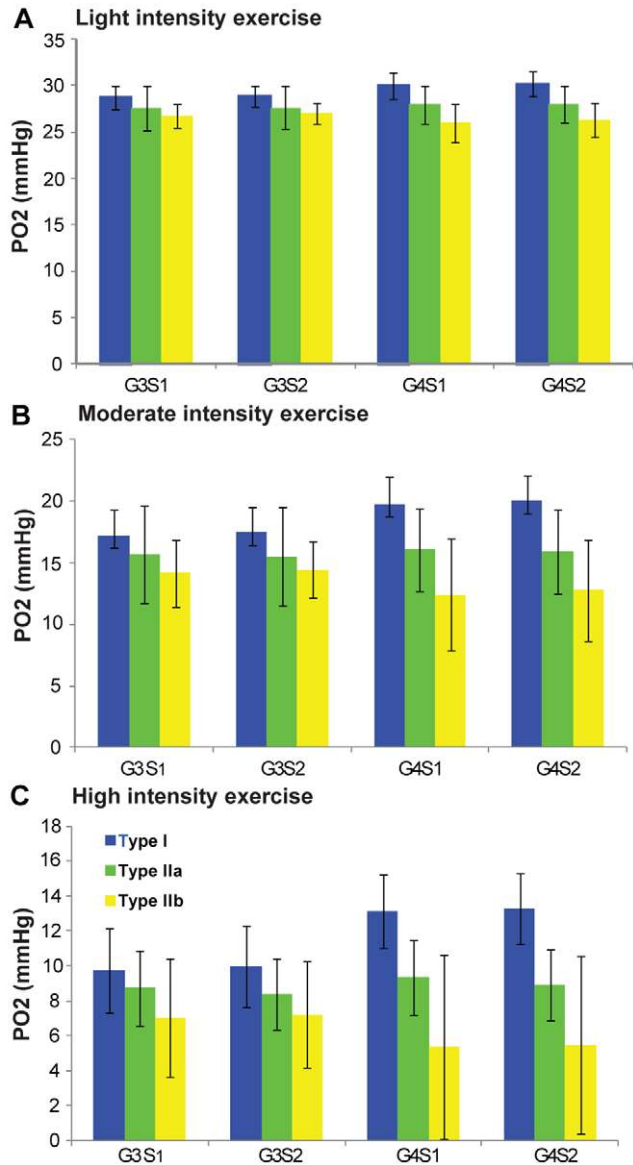 A Light intensity exercise
PO2 (mmHg)
35
30
25
20
15
10
5
0
G3S1 G3S2 G4S1 G4S2
B Moderate intensity exercise
PO2 (mmHg)
25
20
15
10
5
0
G3S1 G3S2 G4S1 G4S2
C High intensity exercise
PO2 (mmHg)
18
16
14
12
10
8
6
4
2
0
Type I
Type IIa
Type IIb
G3S1 G3S2 G4S1 G4S2